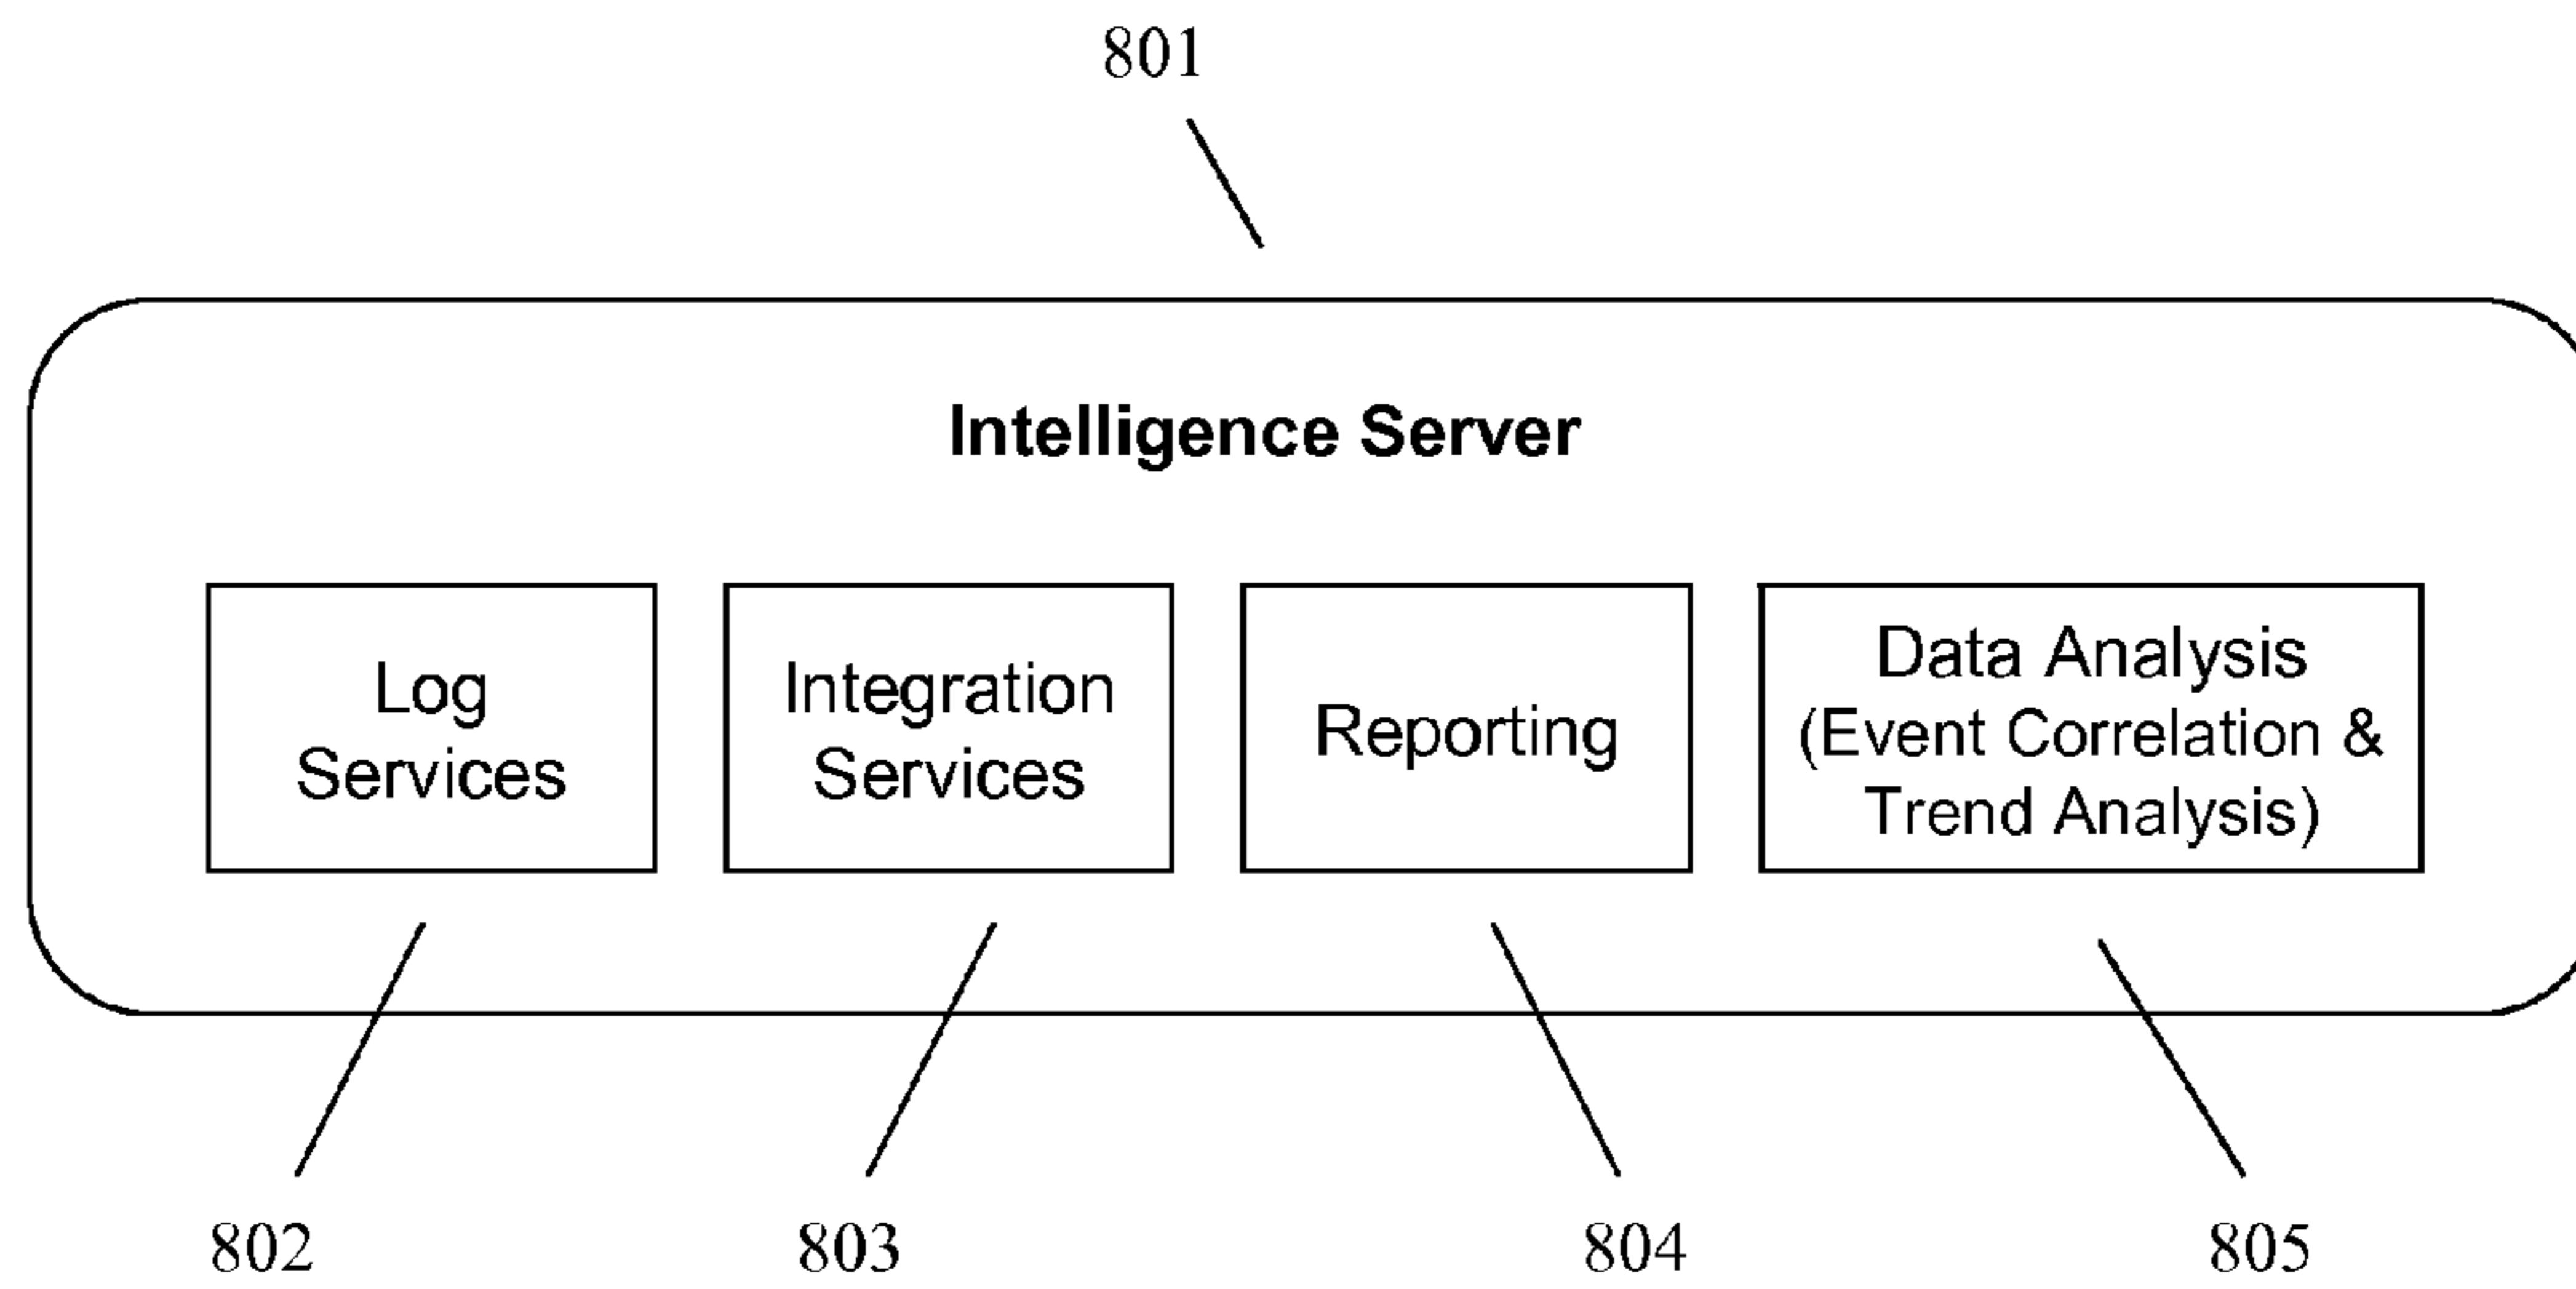 801
Intelligence Server
Log
Services
Integration
Services
Reporting
Data Analysis
(Event Correlation &
Trend Analysis)
802
803
804
805